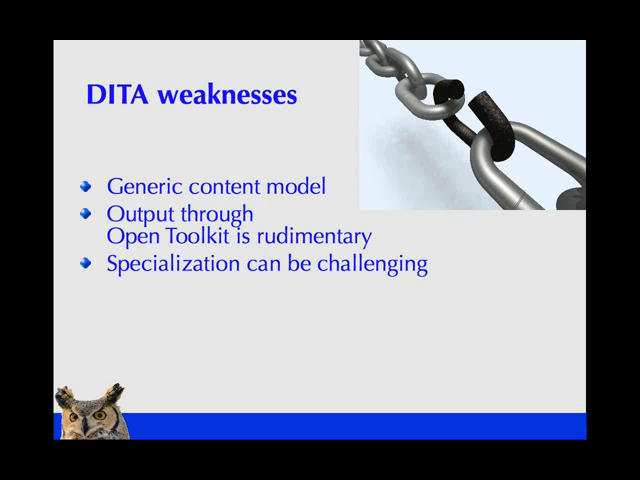 DITA weaknesses
Generic content model
Output through
Open Toolkit is rudimentary
Specialization can be challenging